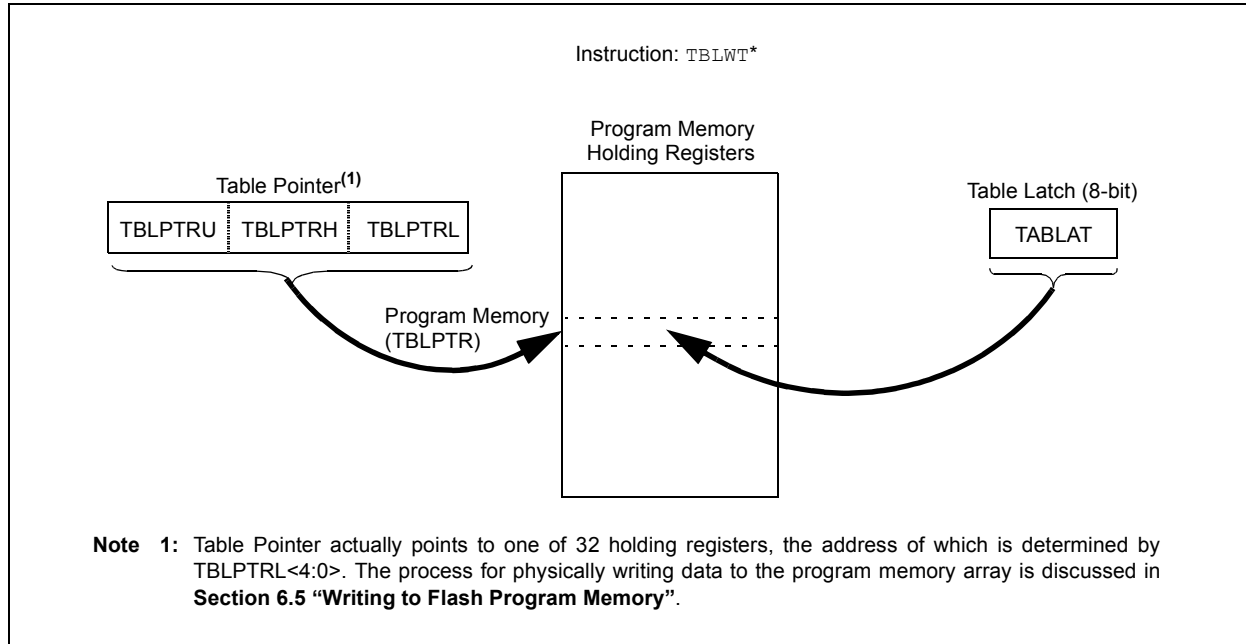 Instruction: TBLWT*
Program Memory
Holding Registers
Table Pointer(1)
Table Latch (8-bit)
TBLPTRU TBLPTRH TBLPTRL
TABLAT
Program Memory
(TBLPTR)
Note 1: Table Pointer actually points to one of 32 holding registers, the address of which is determined by
TBLPTRL<4:0>. The process for physically writing data to the program memory array is discussed in
Section 6.5 “Writing to Flash Program Memory”.